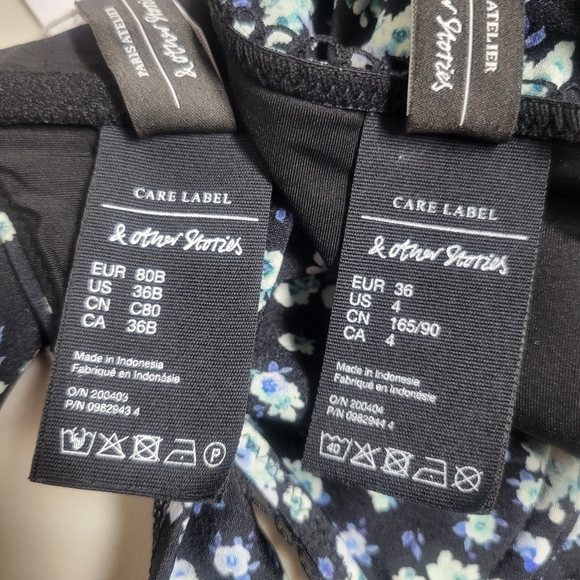 PARIS ATELIER
& other Stories
ATELIER
Stories
CARE LABEL
& other Stories
EUR 80B
US 36B
CN C80
CA 36B
Made in Indonesia
Fabriqué en Indonésie
O/N 200403
P/N 0982943 4
P
CARE LABEL
& other Stories
EUR 36
US 4
CN 165/90
CA 4
Made in Indonesia
Fabriqué en Indonésie
O/N 200404
P/N 0982944 4
40